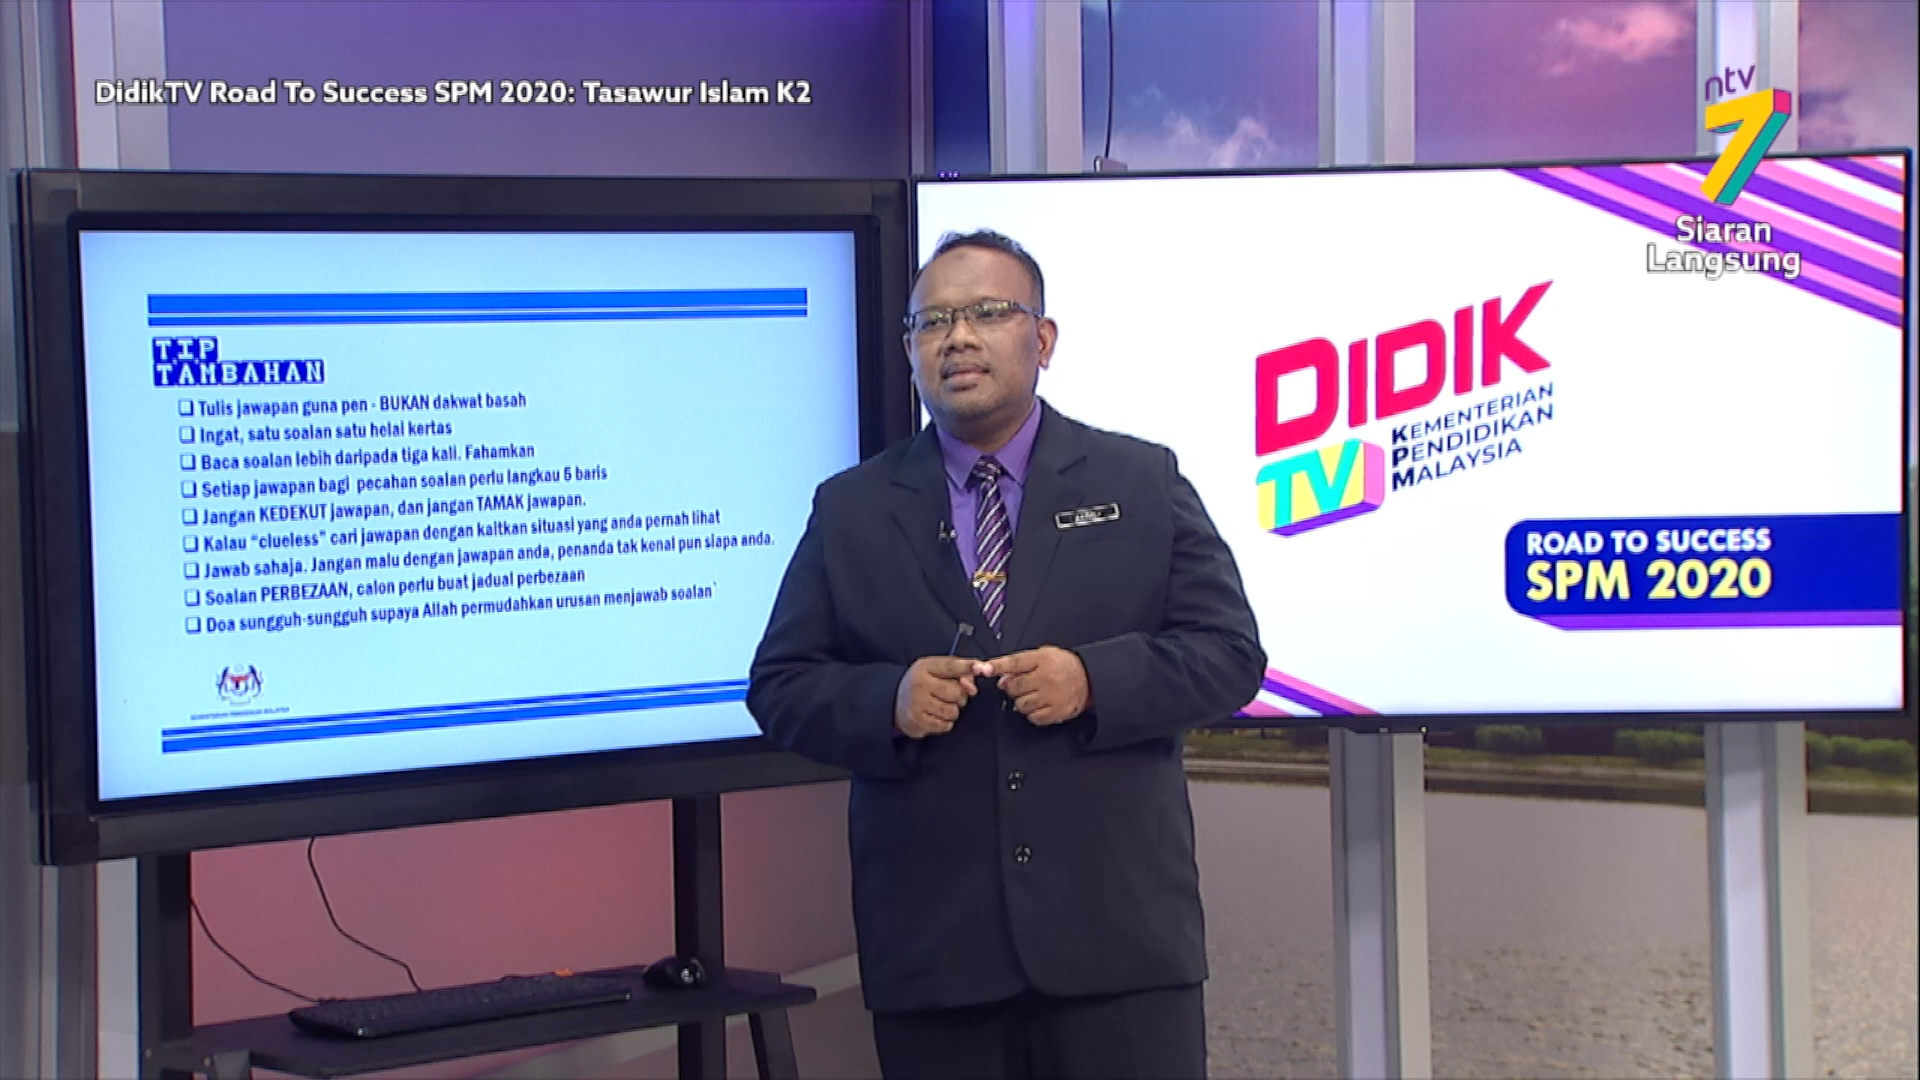 DidikTV Road To Success SPM 2020: Tasawur Islam K2
ntv
7
Siaran
Langsung
TIP
TAMBAHAN
Tulis jawapan guna pen - BUKAN dakwat basah
Ingat, satu soalan satu helai kertas
Baca soalan lebih daripada tiga kali. Fahamkan
Setiap jawapan bagi pecahan soalan perlu langkau 5 baris
Jangan KEDEKUT jawapan, dan jangan TAMAK jawapan.
Kalau "clueless" cari jawapan dengan kaitkan situasi yang anda pernah lihat
Jawab sahaja. Jangan malu dengan jawapan anda, penanda tak kenal pun siapa anda.
Soalan PERBEZAAN, calon perlu buat jadual perbezaan
Doa sungguh-sungguh supaya Allah permudahkan urusan menjawab soalan`
KEMENTERIAN PENDIDIKAN MALAYSIA
DIDIK
TV
KEMENTERIAN
PENDIDIKAN
MALAYSIA
ROAD TO SUCCESS
SPM 2020